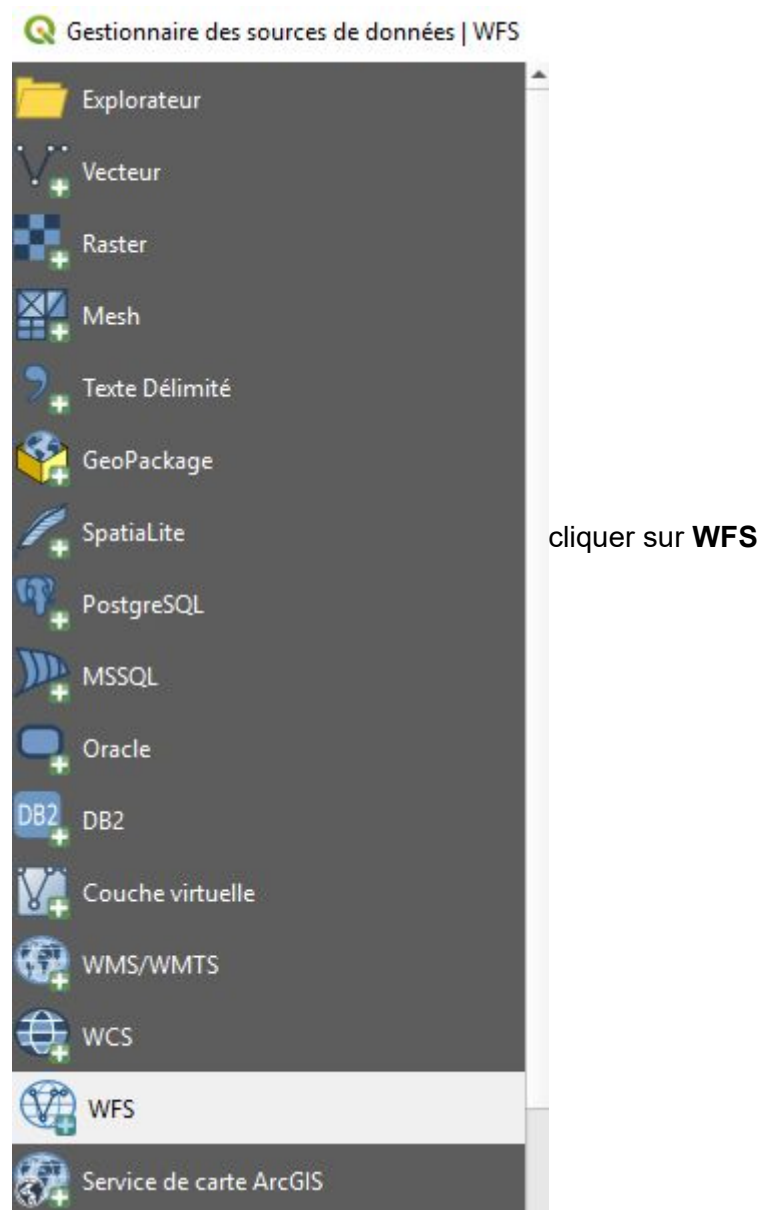 Gestionnaire des sources de données | WFS
Explorateur
Vecteur
Raster
Mesh
Texte Délimité
GeoPackage
SpatiaLite
cliquer sur WFS
PostgreSQL
MSSQL
Oracle
DB2 DB2
Couche virtuelle
WMS/WMTS
WCS
WFS
Service de carte ArcGIS